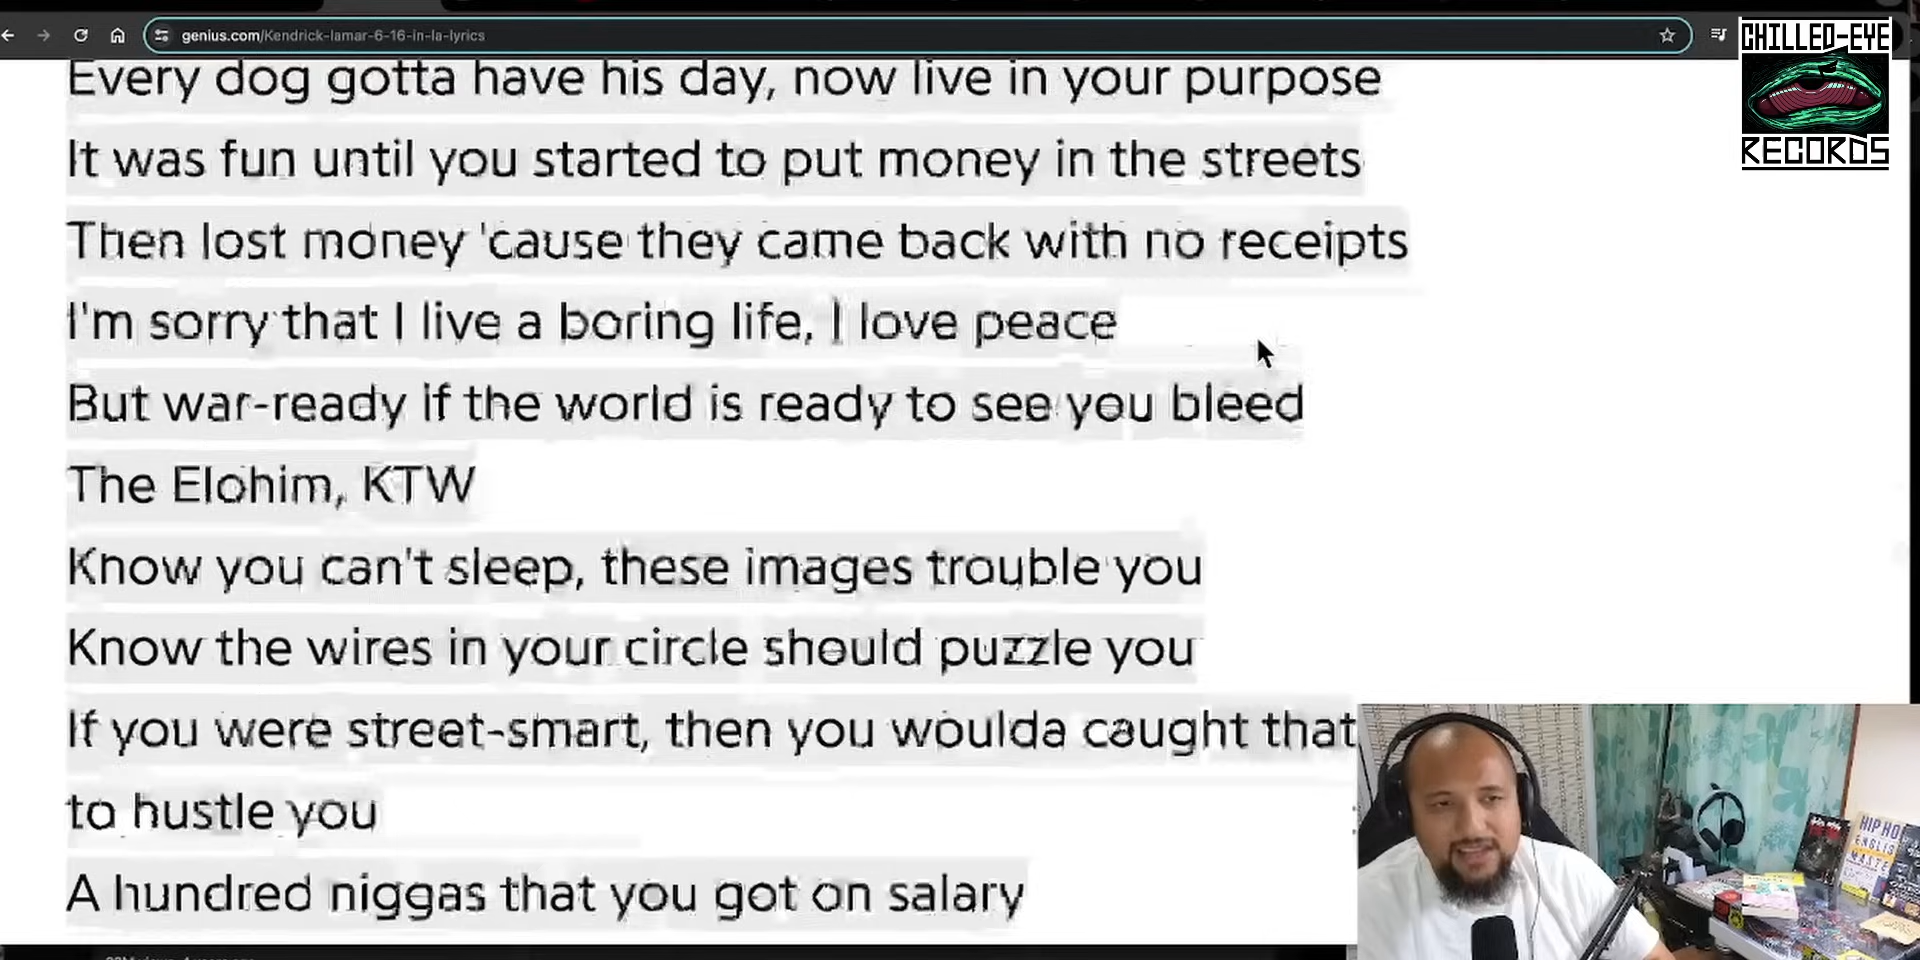 genius.com/Kendrick-lamar-6-16-in-la-lyrics
CHILLED-EYE
RECORDS
Every dog gotta have his day, now live in your purpose
It was fun until you started to put money in the streets
Then lost money 'cause they came back with no receipts
I'm sorry that I live a boring life, I love peace
But war-ready if the world is ready to see you bleed
The Elohim, KTW
Know you can't sleep, these images trouble you
Know the wires in your circle should puzzle you
If you were street-smart, then you woulda caught that
to hustle you
A hundred niggas that you got on salary
HIP HO
ENGLIS
MASTE